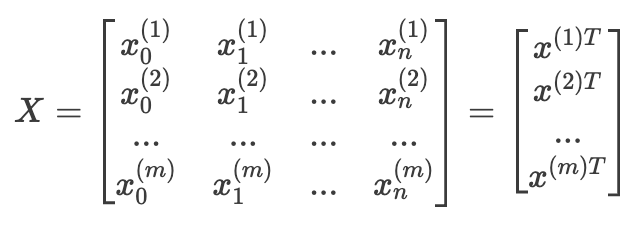 X = [ x_0^{(1)} x_1^{(1)} ... x_n^{(1)} ; x_0^{(2)} x_1^{(2)} ... x_n^{(2)} ; ... ... ... ... ; x_0^{(m)} x_1^{(m)} ... x_n^{(m)} ] = [ x^{(1)T} ; x^{(2)T} ; ... ; x^{(m)T} ]